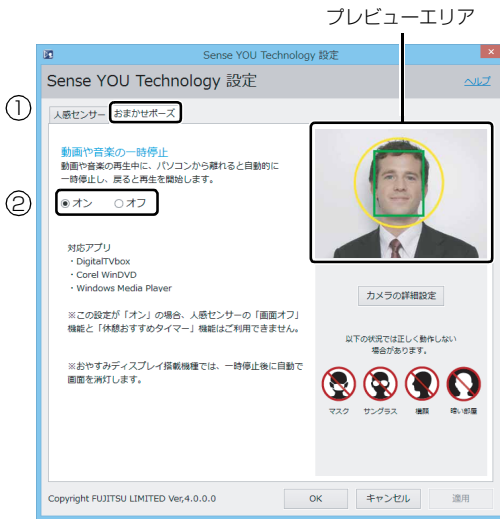 プレビューエリア
Sense YOU Technology 設定
×
Sense YOU Technology 設定
ヘルプ
①
人感センサー
おまかせポーズ
動画や音楽の一時停止
動画や音楽の再生中に、パソコンから離れると自動的に
一時停止し、戻ると再生を開始します。
②
オン
オフ
対応アプリ
・DigitalTVbox
・Corel WinDVD
・Windows Media Player
※この設定が「オン」の場合、人感センサーの「画面オフ」
機能と「休憩おすすめタイマー」機能はご利用できません。
※おやすみディスプレイ搭載機種では、一時停止後に自動で
画面を消灯します。
カメラの詳細設定
以下の状況では正しく動作しない
場合があります。
マスク
サングラス
横顔
暗い部屋
Copyright FUJITSU LIMITED Ver,4.0.0.0
OK
キャンセル
適用